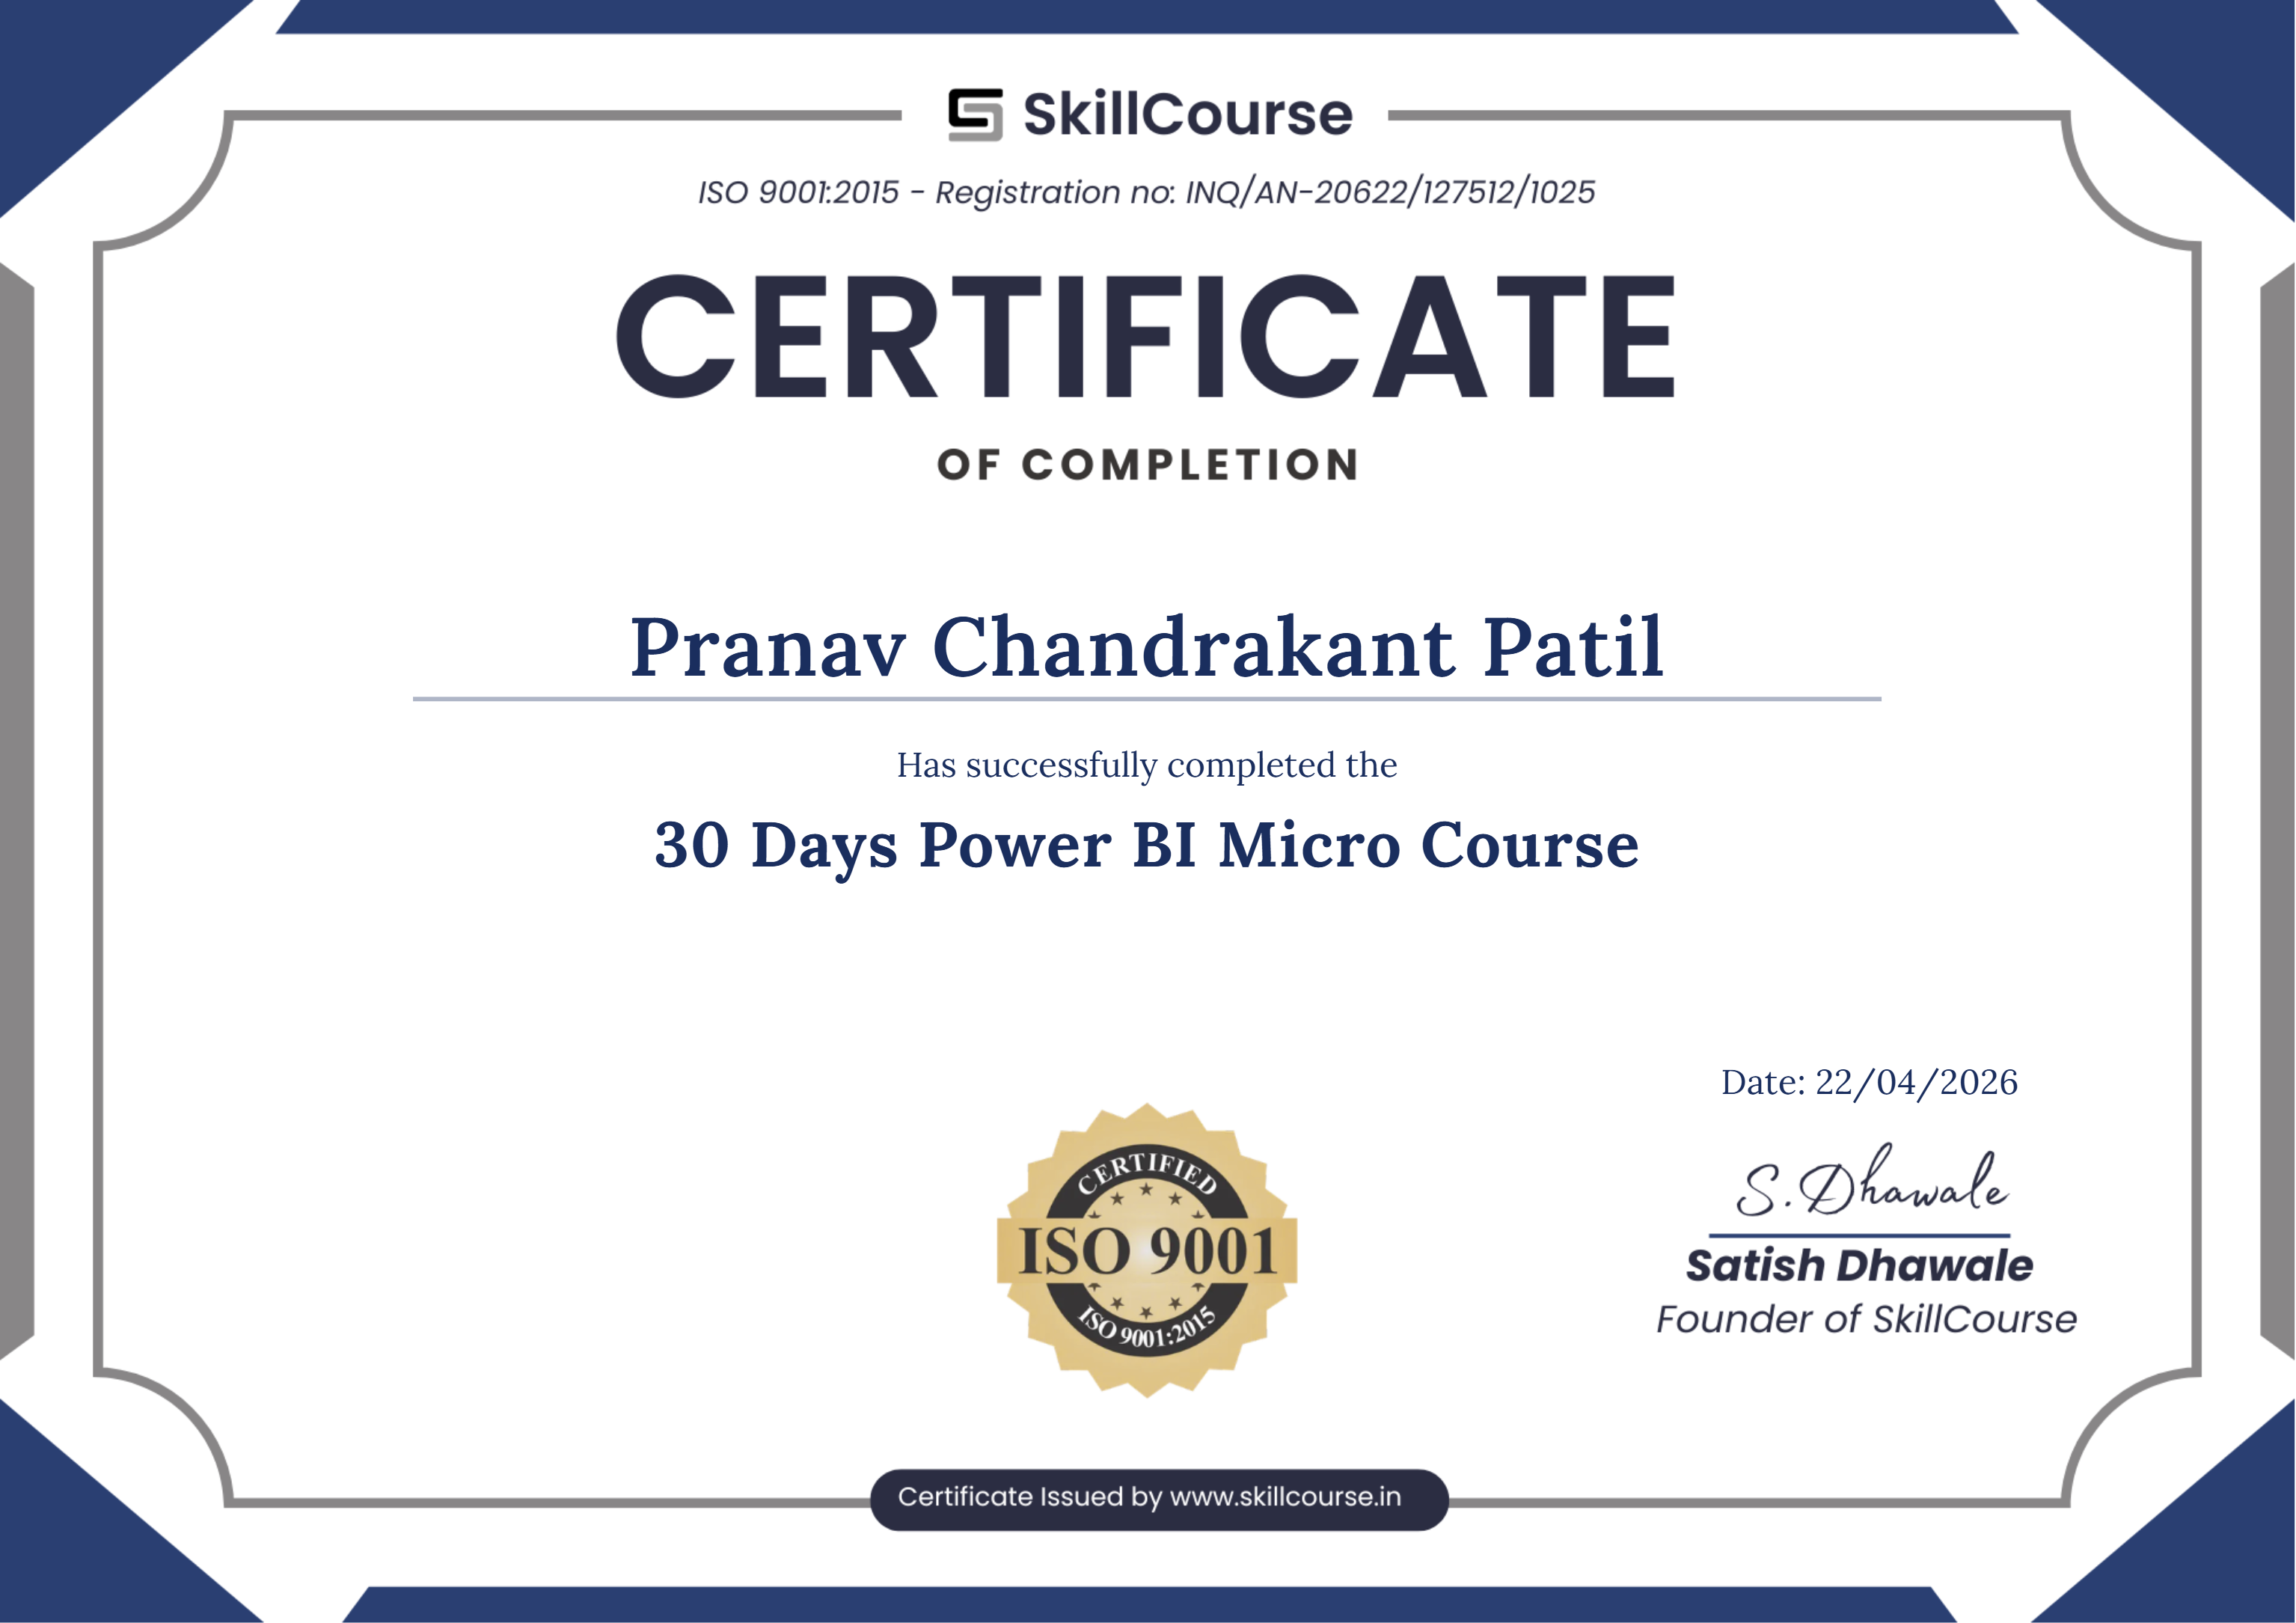 SkillCourse
ISO 9001:2015 - Registration no: INQ/AN-20622/127512/1025
CERTIFICATE
OF COMPLETION
Pranav Chandrakant Patil
Has successfully completed the
30 Days Power BI Micro Course
Date: 22/04/2026
CERTIFIED
ISO 9001
ISO 9001:2015
S. Dhawale
Satish Dhawale
Founder of SkillCourse
Certificate Issued by www.skillcourse.in